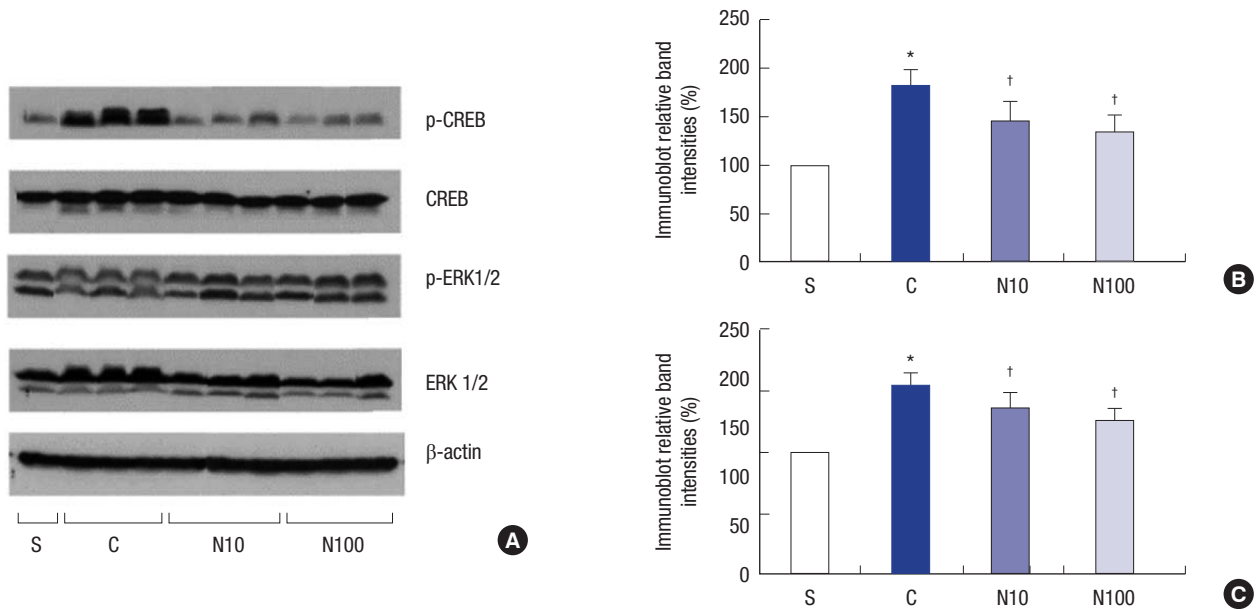 p-CREB
CREB
p-ERK1/2
ERK 1/2
β-actin
S C N10 N100
A
Immunoblot relative band
intensities (%)
250
200
150
100
50
0
* † †
S C N10 N100
B
Immunoblot relative band
intensities (%)
250
200
150
100
50
0
* † †
S C N10 N100
C